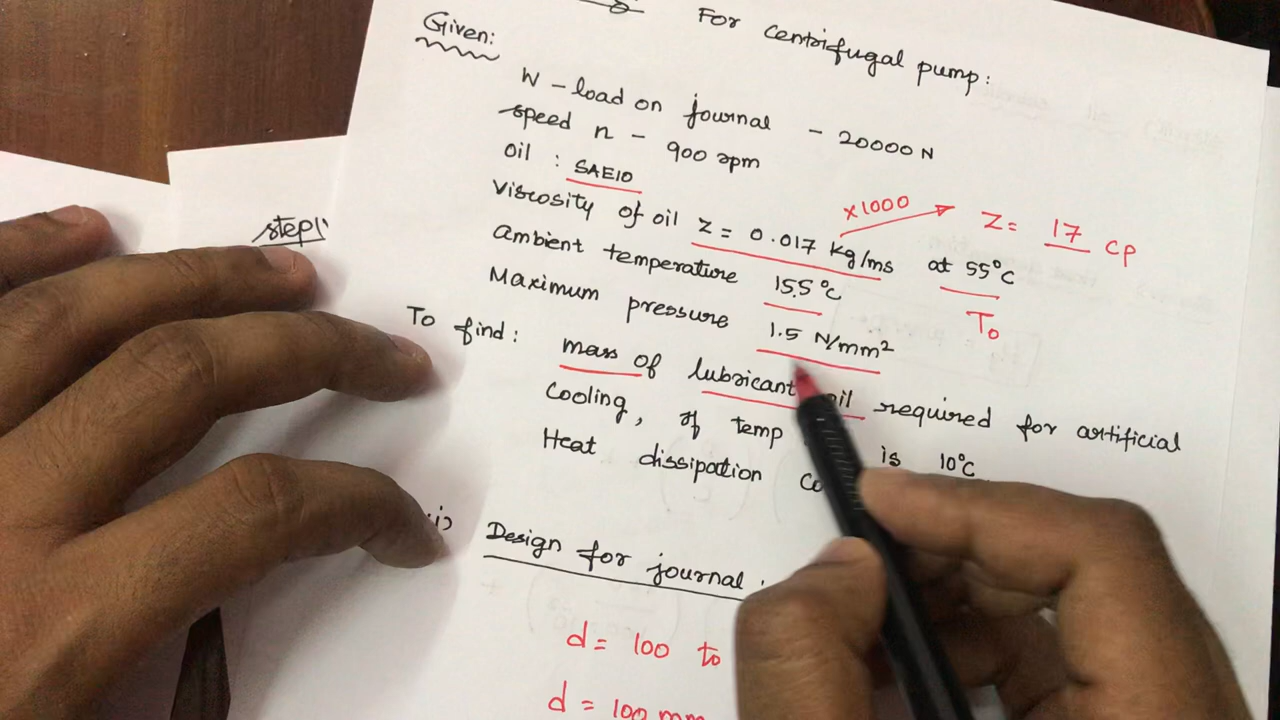 For centrifugal pump:
Given:
W - load on journal - 20000 N
speed n - 900 rpm
oil : SAE10
Viscosity of oil Z = 0.017 kg/ms at 55°C
×1000 Z = 17 cp
T₀
ambient temperature 15.5°C
Maximum pressure 1.5 N/mm²
To find: mass of lubricant oil required for artificial
Cooling, of temp is 10°C
Heat dissipation
step
Design for journal:
d = 100 to
d = 100 mm